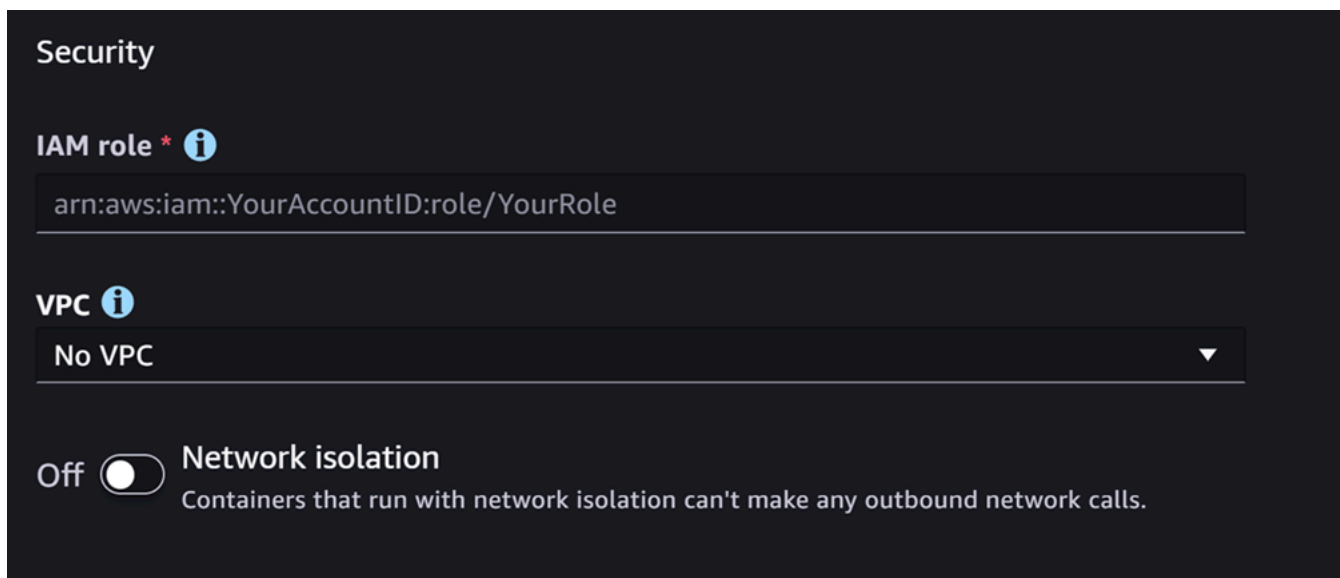 Security
IAM role *
arn:aws:iam::YourAccountID:role/YourRole
VPC
No VPC
Off
Network isolation
Containers that run with network isolation can't make any outbound network calls.